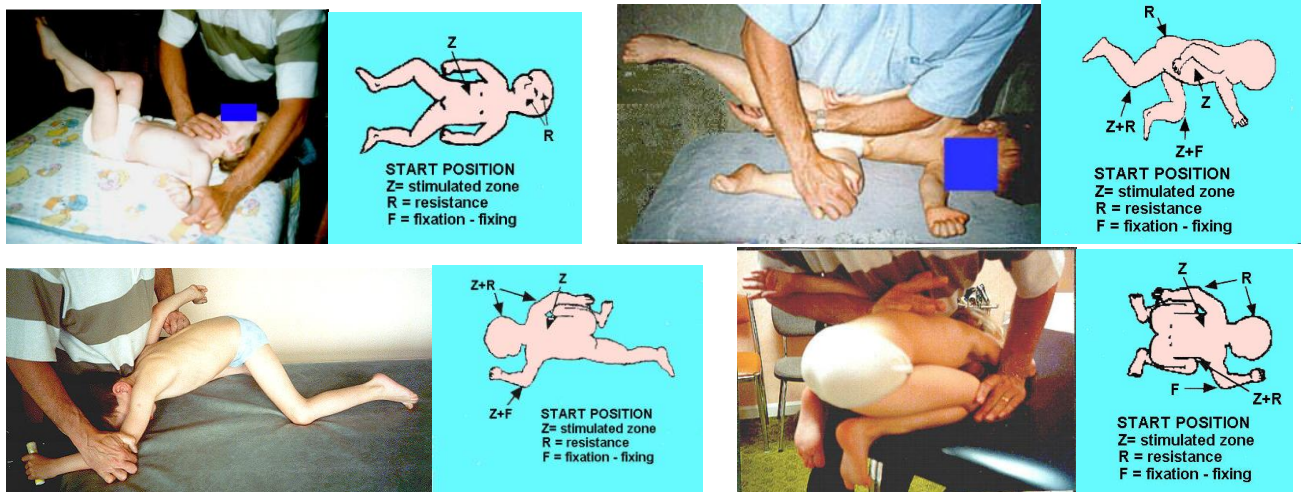 Z
R
START POSITION
Z= stimulated zone
R = resistance
F = fixation - fixing
R
Z
Z+R
Z+F
START POSITION
Z= stimulated zone
R = resistance
F = fixation - fixing
Z+R
Z
Z+F
START POSITION
Z= stimulated zone
R = resistance
F = fixation - fixing
Z
R
F
Z+R
START POSITION
Z= stimulated zone
R = resistance
F = fixation - fixing